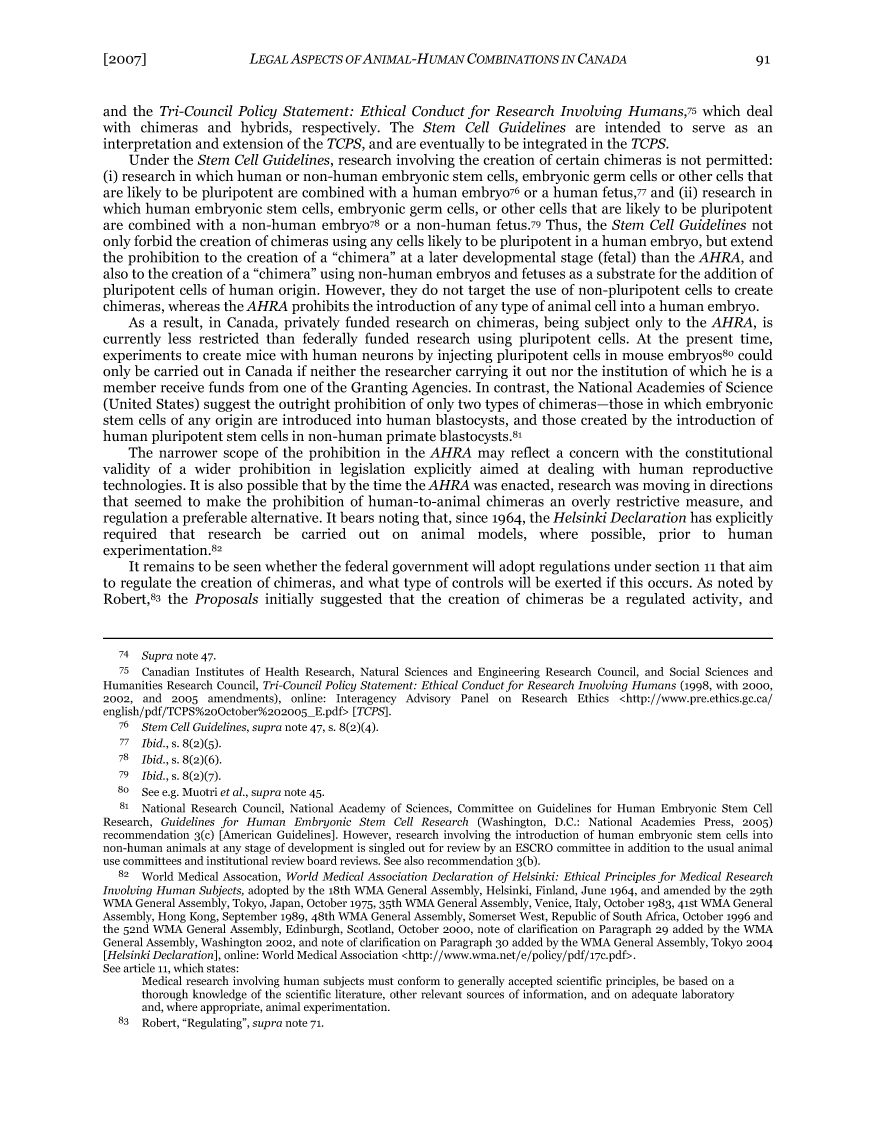 [2007] LEGAL ASPECTS OF ANIMAL-HUMAN COMBINATIONS IN CANADA 91
and the Tri-Council Policy Statement: Ethical Conduct for Research Involving Humans,75 which deal
with chimeras and hybrids, respectively. The Stem Cell Guidelines are intended to serve as an
interpretation and extension of the TCPS, and are eventually to be integrated in the TCPS.
Under the Stem Cell Guidelines, research involving the creation of certain chimeras is not permitted:
(i) research in which human or non-human embryonic stem cells, embryonic germ cells or other cells that
are likely to be pluripotent are combined with a human embryo76 or a human fetus,77 and (ii) research in
which human embryonic stem cells, embryonic germ cells, or other cells that are likely to be pluripotent
are combined with a non-human embryo78 or a non-human fetus.79 Thus, the Stem Cell Guidelines not
only forbid the creation of chimeras using any cells likely to be pluripotent in a human embryo, but extend
the prohibition to the creation of a “chimera” at a later developmental stage (fetal) than the AHRA, and
also to the creation of a “chimera” using non-human embryos and fetuses as a substrate for the addition of
pluripotent cells of human origin. However, they do not target the use of non-pluripotent cells to create
chimeras, whereas the AHRA prohibits the introduction of any type of animal cell into a human embryo.
As a result, in Canada, privately funded research on chimeras, being subject only to the AHRA, is
currently less restricted than federally funded research using pluripotent cells. At the present time,
experiments to create mice with human neurons by injecting pluripotent cells in mouse embryos80 could
only be carried out in Canada if neither the researcher carrying it out nor the institution of which he is a
member receive funds from one of the Granting Agencies. In contrast, the National Academies of Science
(United States) suggest the outright prohibition of only two types of chimeras—those in which embryonic
stem cells of any origin are introduced into human blastocysts, and those created by the introduction of
human pluripotent stem cells in non-human primate blastocysts.81
The narrower scope of the prohibition in the AHRA may reflect a concern with the constitutional
validity of a wider prohibition in legislation explicitly aimed at dealing with human reproductive
technologies. It is also possible that by the time the AHRA was enacted, research was moving in directions
that seemed to make the prohibition of human-to-animal chimeras an overly restrictive measure, and
regulation a preferable alternative. It bears noting that, since 1964, the Helsinki Declaration has explicitly
required that research be carried out on animal models, where possible, prior to human
experimentation.82
It remains to be seen whether the federal government will adopt regulations under section 11 that aim
to regulate the creation of chimeras, and what type of controls will be exerted if this occurs. As noted by
Robert,83 the Proposals initially suggested that the creation of chimeras be a regulated activity, and
74 Supra note 47.
75 Canadian Institutes of Health Research, Natural Sciences and Engineering Research Council, and Social Sciences and
Humanities Research Council, Tri-Council Policy Statement: Ethical Conduct for Research Involving Humans (1998, with 2000,
2002, and 2005 amendments), online: Interagency Advisory Panel on Research Ethics <http://www.pre.ethics.gc.ca/
english/pdf/TCPS%20October%202005_E.pdf> [TCPS].
76 Stem Cell Guidelines, supra note 47, s. 8(2)(4).
77 Ibid., s. 8(2)(5).
78 Ibid., s. 8(2)(6).
79 Ibid., s. 8(2)(7).
80 See e.g. Muotri et al., supra note 45.
81 National Research Council, National Academy of Sciences, Committee on Guidelines for Human Embryonic Stem Cell
Research, Guidelines for Human Embryonic Stem Cell Research (Washington, D.C.: National Academies Press, 2005)
recommendation 3(c) [American Guidelines]. However, research involving the introduction of human embryonic stem cells into
non-human animals at any stage of development is singled out for review by an ESCRO committee in addition to the usual animal
use committees and institutional review board reviews. See also recommendation 3(b).
82 World Medical Assocation, World Medical Association Declaration of Helsinki: Ethical Principles for Medical Research
Involving Human Subjects, adopted by the 18th WMA General Assembly, Helsinki, Finland, June 1964, and amended by the 29th
WMA General Assembly, Tokyo, Japan, October 1975, 35th WMA General Assembly, Venice, Italy, October 1983, 41st WMA General
Assembly, Hong Kong, September 1989, 48th WMA General Assembly, Somerset West, Republic of South Africa, October 1996 and
the 52nd WMA General Assembly, Edinburgh, Scotland, October 2000, note of clarification on Paragraph 29 added by the WMA
General Assembly, Washington 2002, and note of clarification on Paragraph 30 added by the WMA General Assembly, Tokyo 2004
[Helsinki Declaration], online: World Medical Association <http://www.wma.net/e/policy/pdf/17c.pdf>.
See article 11, which states:
Medical research involving human subjects must conform to generally accepted scientific principles, be based on a
thorough knowledge of the scientific literature, other relevant sources of information, and on adequate laboratory
and, where appropriate, animal experimentation.
83 Robert, “Regulating”, supra note 71.